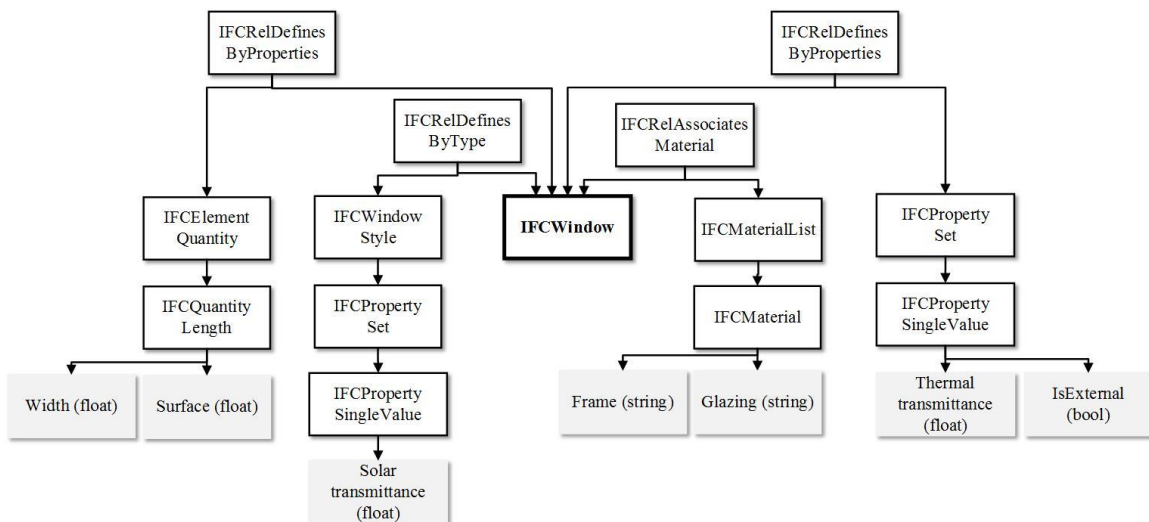 IFCRelDefines
ByProperties
IFCRelDefines
ByProperties
IFCRelDefines
ByType
IFCRelAssociates
Material
IFCElement
Quantity
IFCWindow
Style
IFCWindow
IFCMaterialList
IFCProperty
Set
IFCQuantity
Length
IFCProperty
Set
IFCMaterial
IFCProperty
SingleValue
Width (float)
Surface (float)
IFCProperty
SingleValue
Frame (string)
Glazing (string)
Thermal
transmittance
(float)
IsExternal
(bool)
Solar
transmittance
(float)